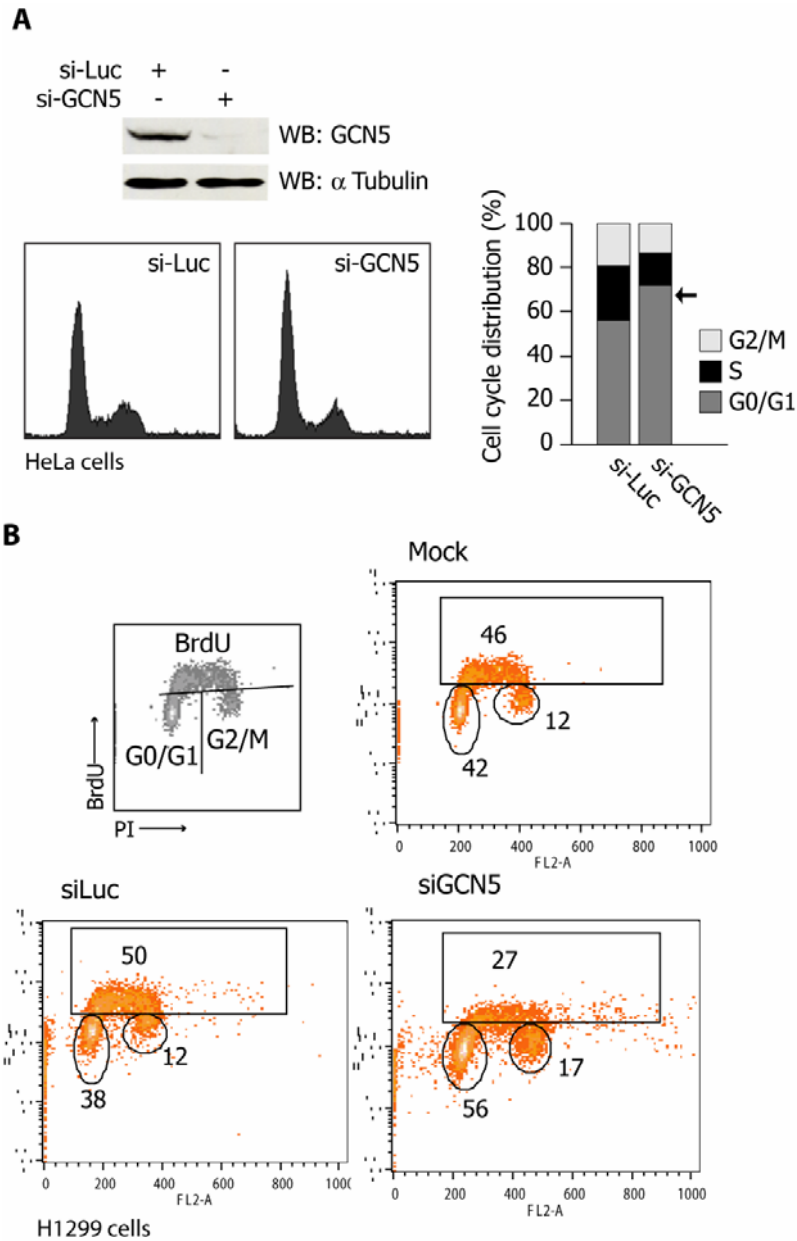 A
si-Luc + -
si-GCN5 - +
WB: GCN5
WB: α Tubulin
si-Luc
si-GCN5
HeLa cells
Cell cycle distribution (%)
100
80
60
40
20
0
G2/M
S
G0/G1
si-Luc
si-GCN5
B
BrdU
G0/G1
G2/M
BrdU
PI
Mock
46
12
42
0 200 400 600 800 1000
FL2-A
siLuc
50
12
38
0 200 400 600 800 1000
FL2-A
siGCN5
27
17
56
0 200 400 600 800 1000
FL2-A
H1299 cells